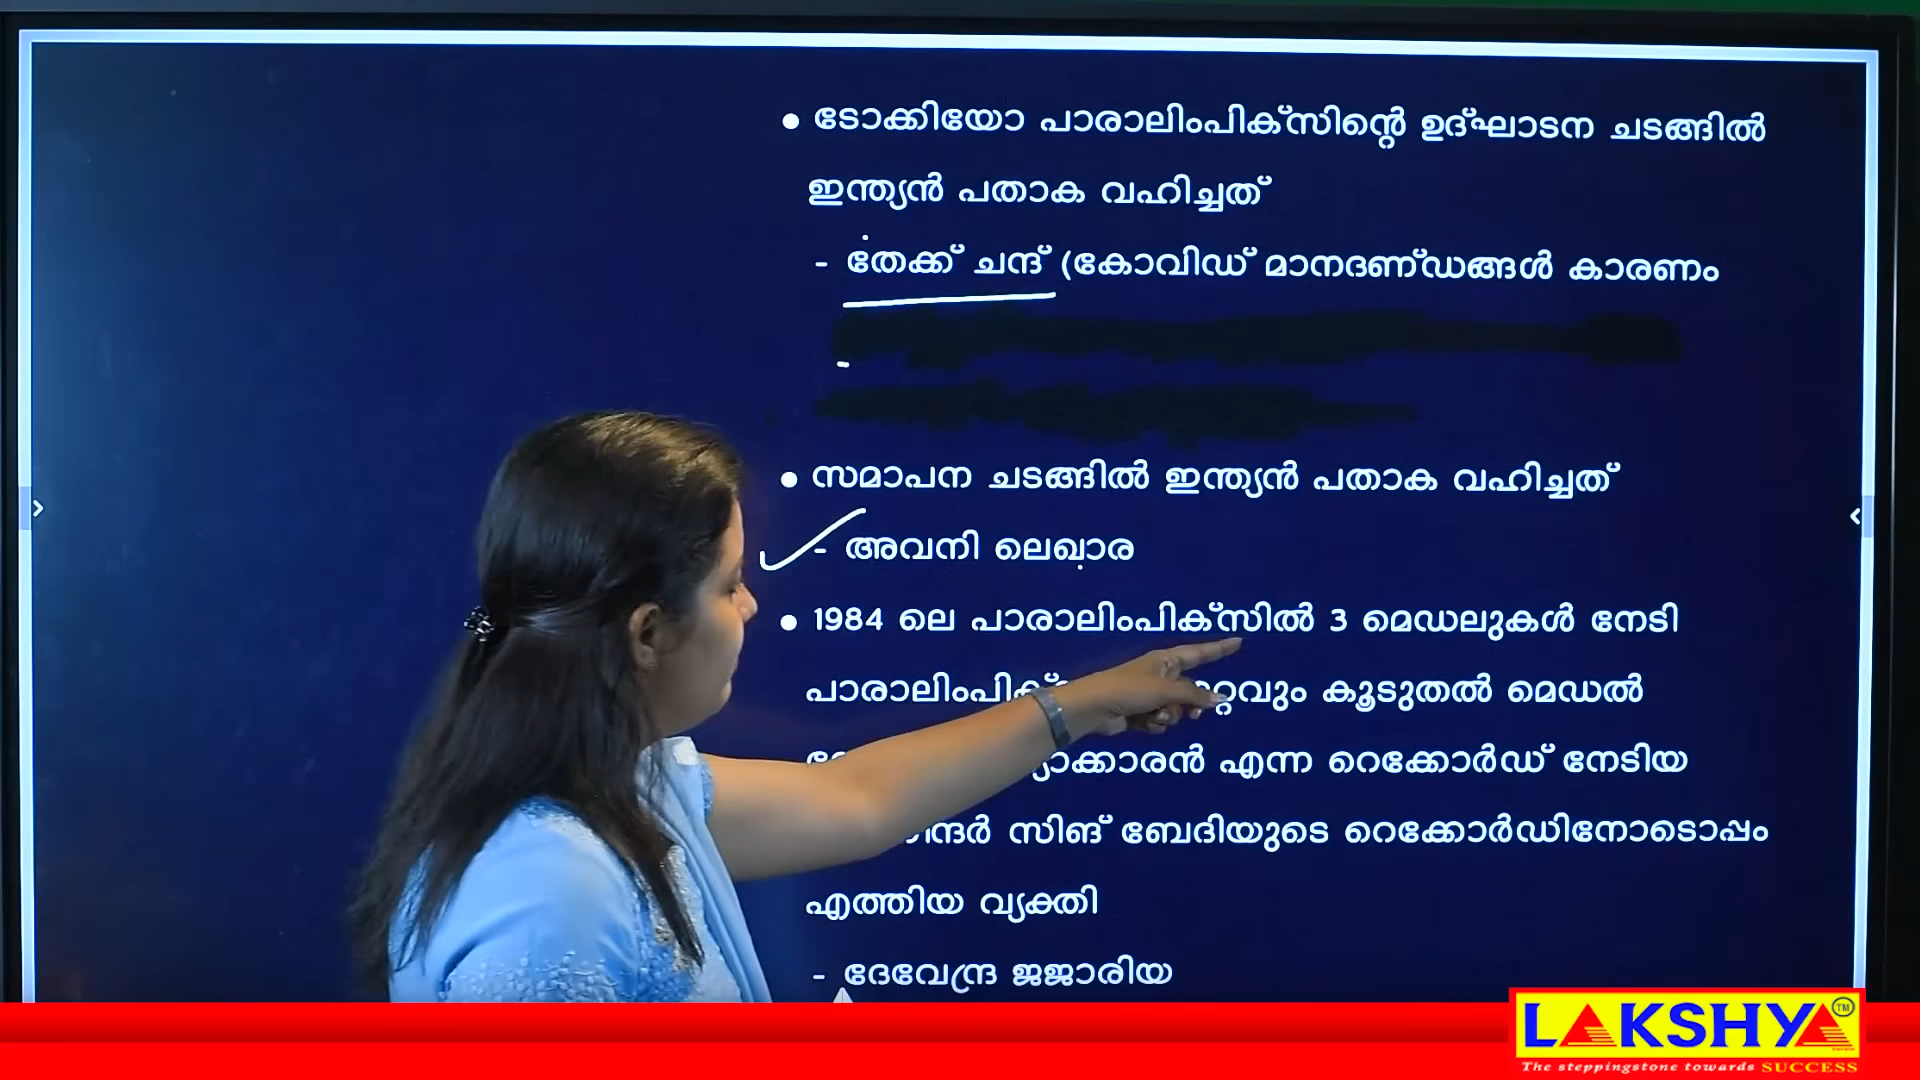 ടോക്കിയോ പാരാലിംപിക്സിന്റെ ഉദ്ഘാടന ചടങ്ങിൽ
ഇന്ത്യൻ പതാക വഹിച്ചത്
- തേക്ക് ചന്ദ് (കോവിഡ് മാനദണ്ഡങ്ങൾ കാരണം
-
സമാപന ചടങ്ങിൽ ഇന്ത്യൻ പതാക വഹിച്ചത്
- അവനി ലെഖാര
1984 ലെ പാരാലിംപിക്സിൽ 3 മെഡലുകൾ നേടി
കൂടുതൽ മെഡൽ
എന്ന റെക്കോർഡ് നേടിയ
സിങ് ബേദിയുടെ റെക്കോർഡിനോടൊപ്പം
എത്തിയ വ്യക്തി
- ദേവേന്ദ്ര ജജാരിയ
LAKSHYA TM
The steppingstone towards SUCCESS